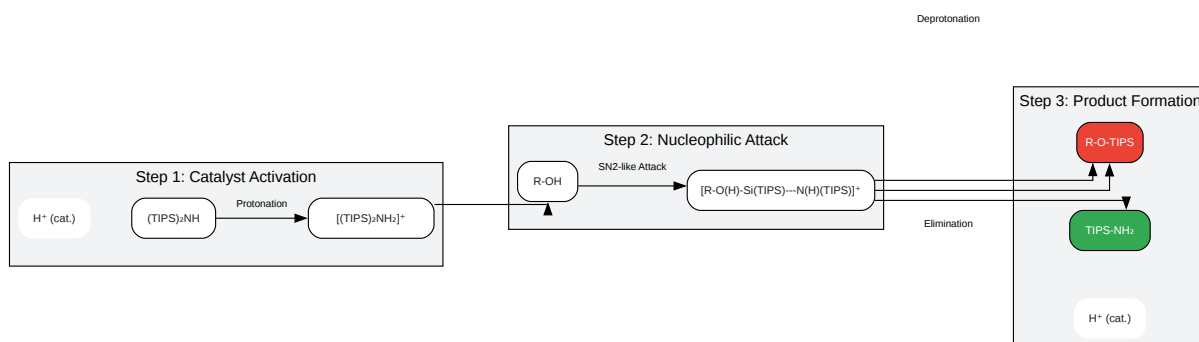 Deprotonation
Step 1: Catalyst Activation
H⁺ (cat.)
(TIPS)₂NH
Protonation
[(TIPS)₂NH₂]⁺
Step 2: Nucleophilic Attack
R-OH
SN2-like Attack
[R-O(H)-Si(TIPS)---N(H)(TIPS)]⁺
Elimination
Step 3: Product Formation
R-O-TIPS
TIPS-NH₂
H⁺ (cat.)